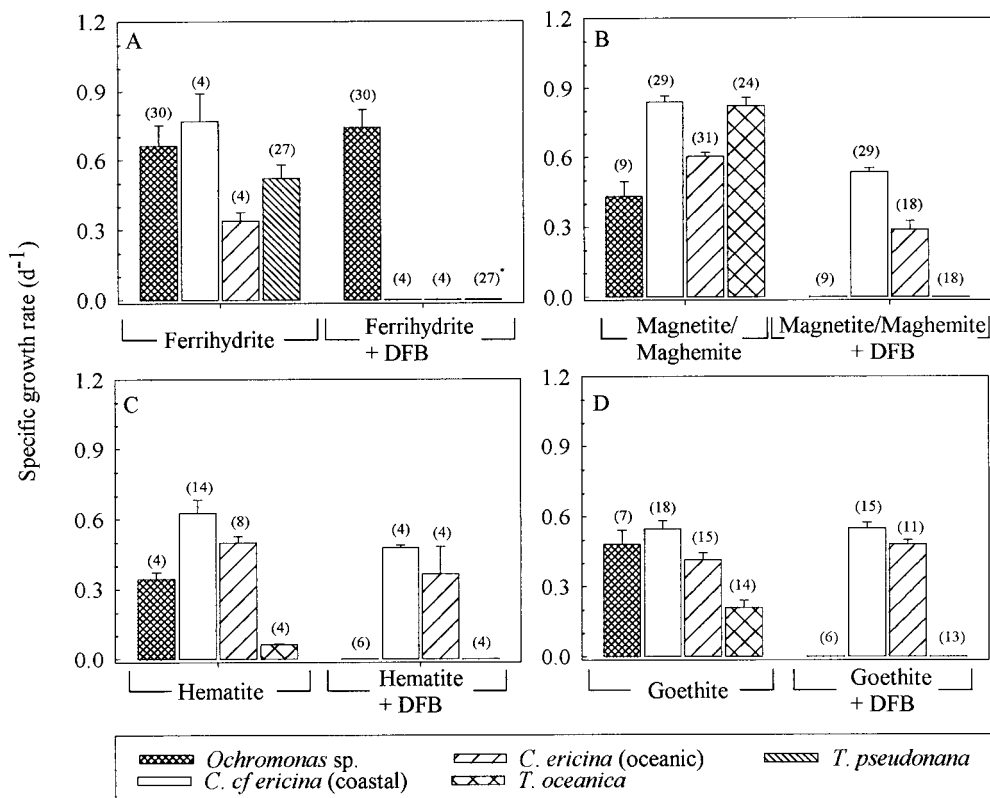 Specific growth rate (d⁻¹)
A
1.2
0.9
0.6
0.3
0.0
(30)
(4)
(4)
(27)
(30)
(4)
(4)
(27)*
Ferrihydrite
Ferrihydrite
+ DFB
B
1.2
0.9
0.6
0.3
0.0
(9)
(29)
(31)
(24)
(9)
(29)
(18)
(18)
Magnetite/
Maghemite
Magnetite/Maghemite
+ DFB
C
1.2
0.9
0.6
0.3
0.0
(4)
(14)
(8)
(4)
(6)
(4)
(4)
(4)
Hematite
Hematite
+ DFB
D
1.2
0.9
0.6
0.3
0.0
(7)
(18)
(15)
(14)
(6)
(15)
(11)
(13)
Goethite
Goethite
+ DFB
Ochromonas sp.
C. ericina (oceanic)
T. pseudonana
C. cf ericina (coastal)
T. oceanica